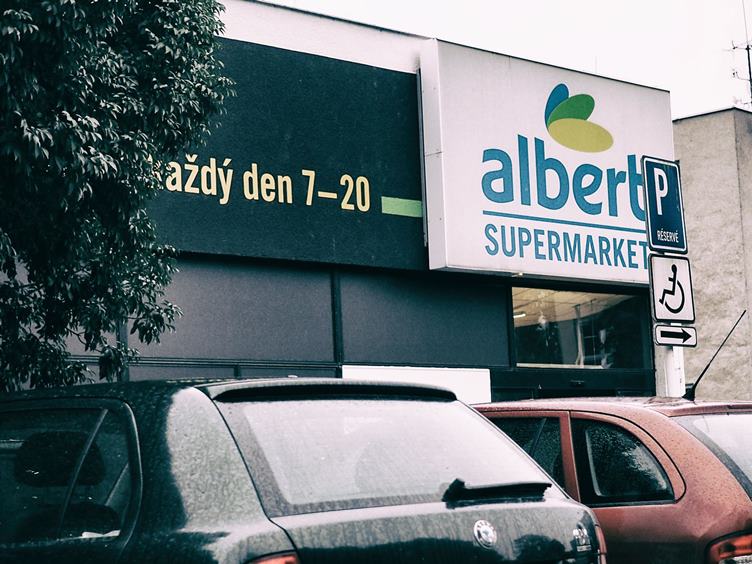 každý den 7–20
albert
SUPERMARKET
P
RÉSERVÉ